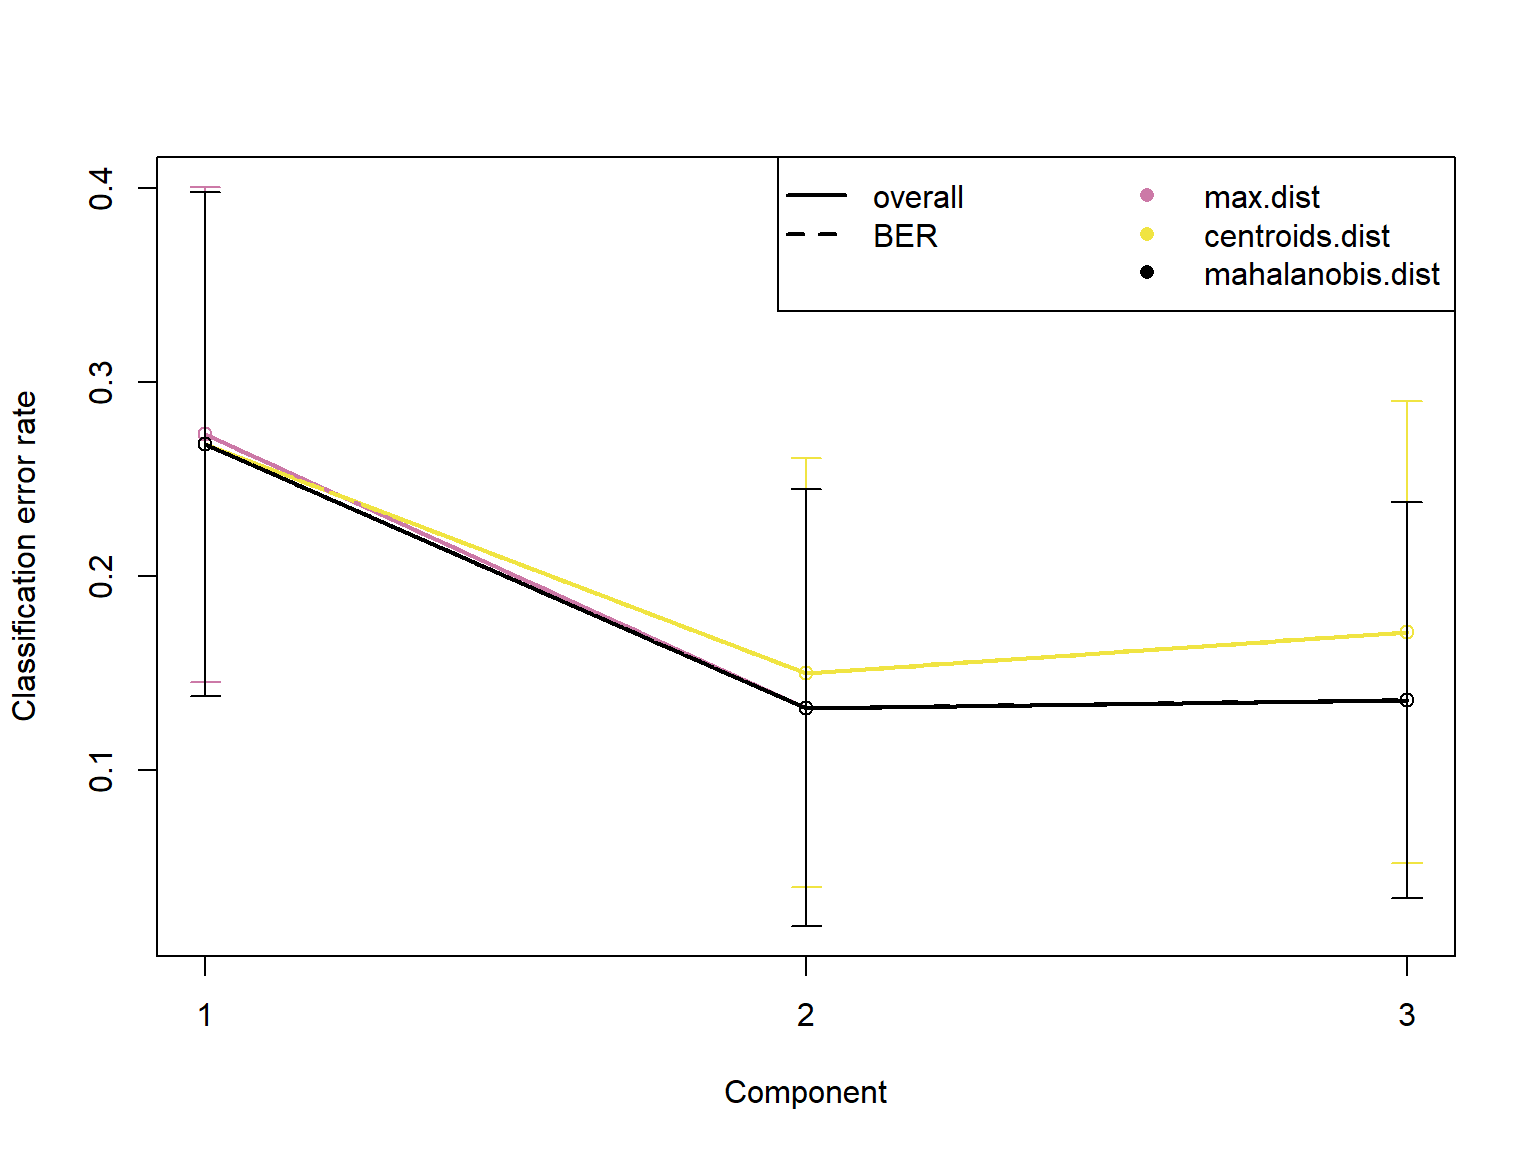 overall
BER
max.dist
centroids.dist
mahalanobis.dist
Classification error rate
0.4
0.3
0.2
0.1
1
2
3
Component